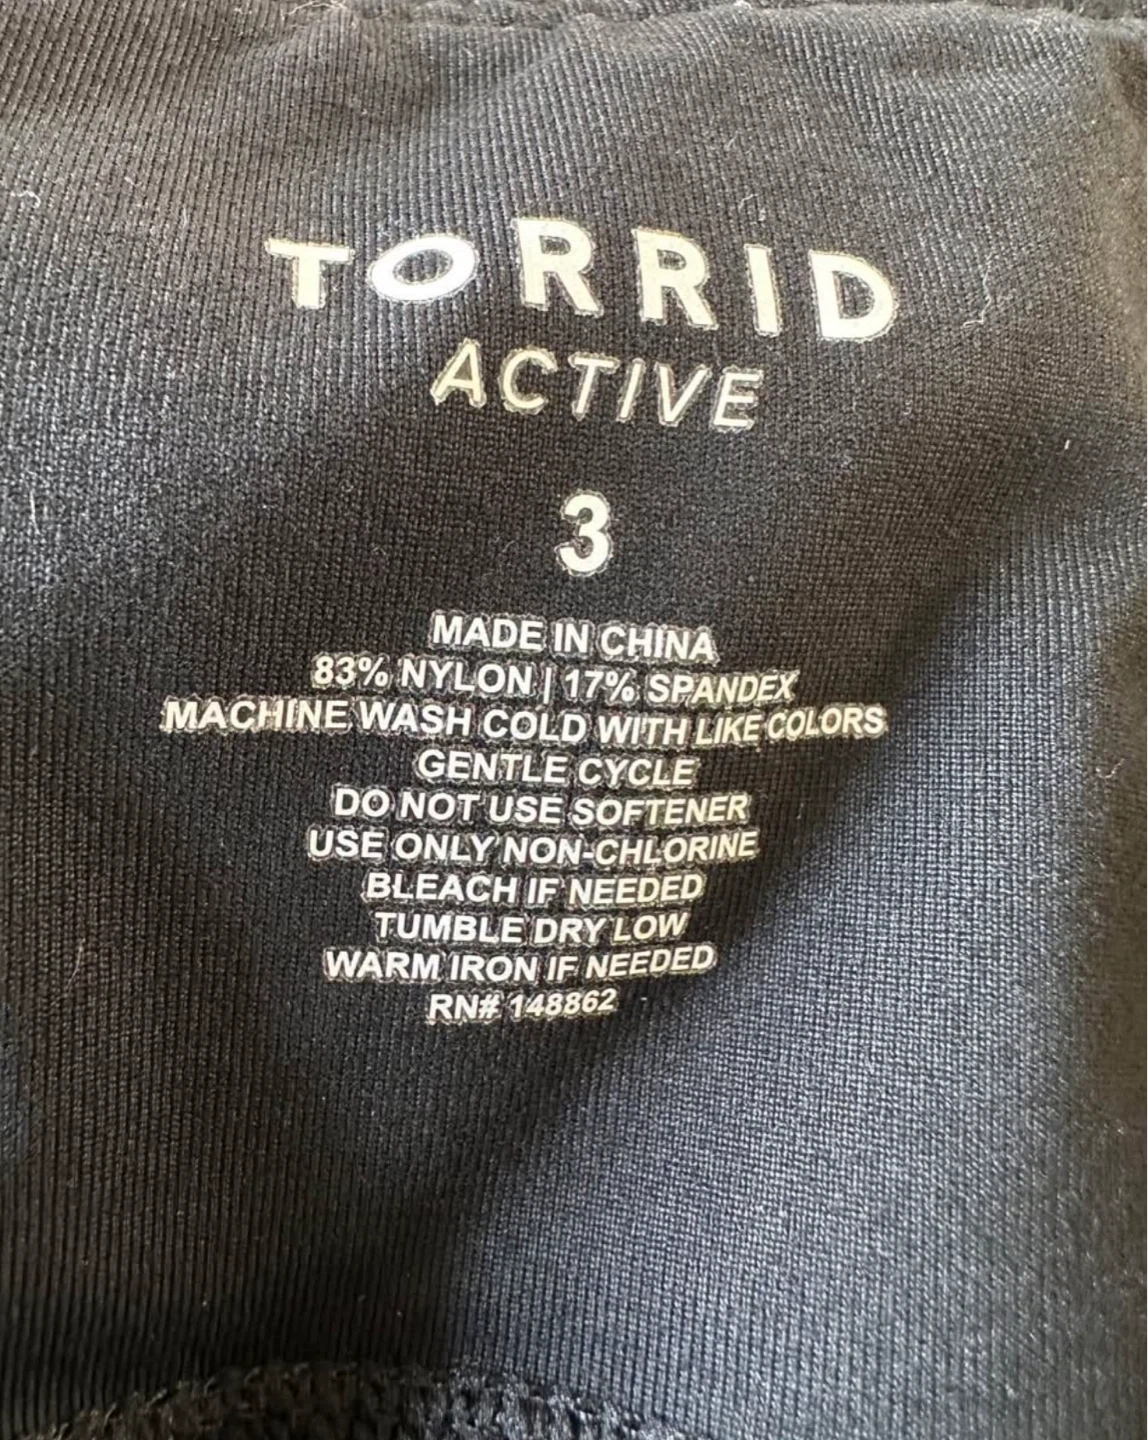 TORRID
ACTIVE
3
MADE IN CHINA
83% NYLON | 17% SPANDEX
MACHINE WASH COLD WITH LIKE COLORS
GENTLE CYCLE
DO NOT USE SOFTENER
USE ONLY NON-CHLORINE
BLEACH IF NEEDED
TUMBLE DRY LOW
WARM IRON IF NEEDED
RN# 148862